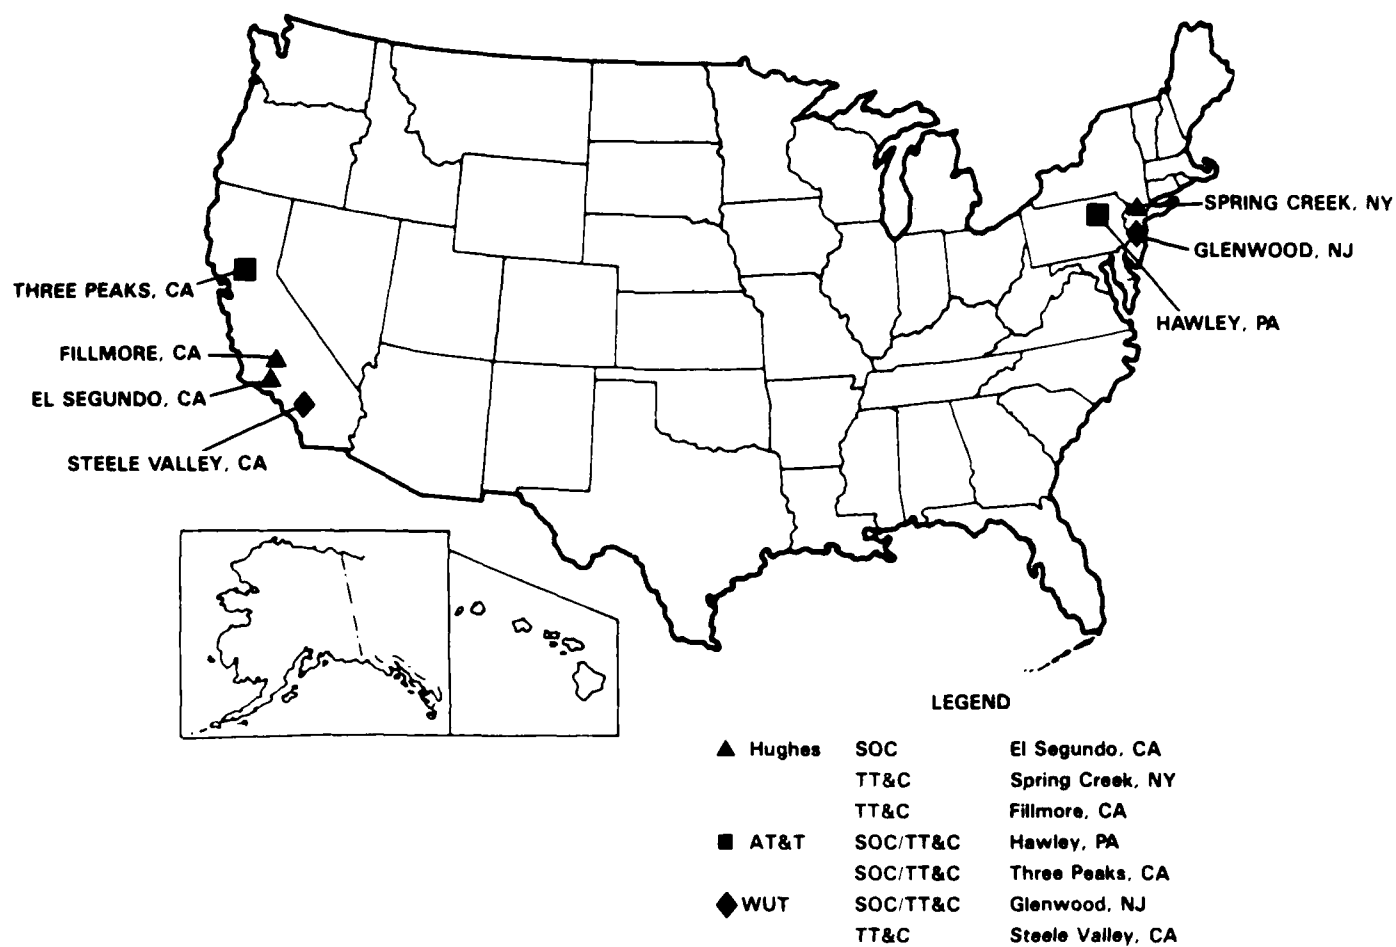 SPRING CREEK, NY
GLENWOOD, NJ
THREE PEAKS, CA
HAWLEY, PA
FILLMORE, CA
EL SEGUNDO, CA
STEELE VALLEY, CA
LEGEND
Hughes SOC El Segundo, CA
TT&C Spring Creek, NY
TT&C Fillmore, CA
AT&T SOC/TT&C Hawley, PA
SOC/TT&C Three Peaks, CA
WUT SOC/TT&C Glenwood, NJ
TT&C Steele Valley, CA